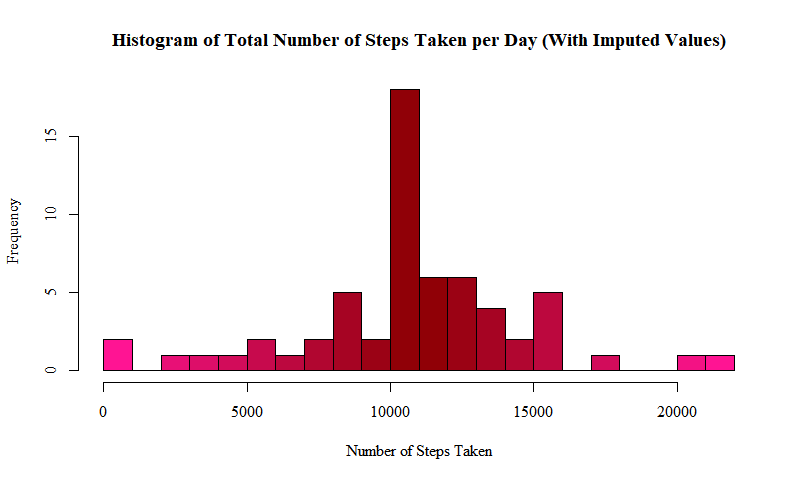 Histogram of Total Number of Steps Taken per Day (With Imputed Values)
Frequency
15
10
5
0
0 5000 10000 15000 20000
Number of Steps Taken